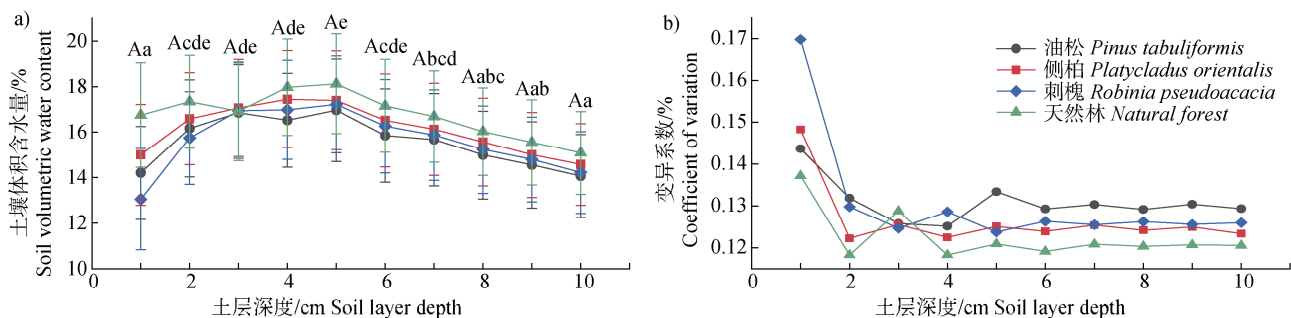 a)
土壤体积含水量/%
Soil volumetric water content
20
18
16
14
12
10
Aa
Acde
Ade
Ade
Ae
Acde
Abcd
Aabc
Aab
Aa
0 2 4 6 8 10
土层深度/cm Soil layer depth
b)
变异系数/%
Coefficient of variation
0.17
0.16
0.15
0.14
0.13
0.12
油松 Pinus tabuliformis
侧柏 Platycladus orientalis
刺槐 Robinia pseudoacacia
天然林 Natural forest
0 2 4 6 8 10
土层深度/cm Soil layer depth